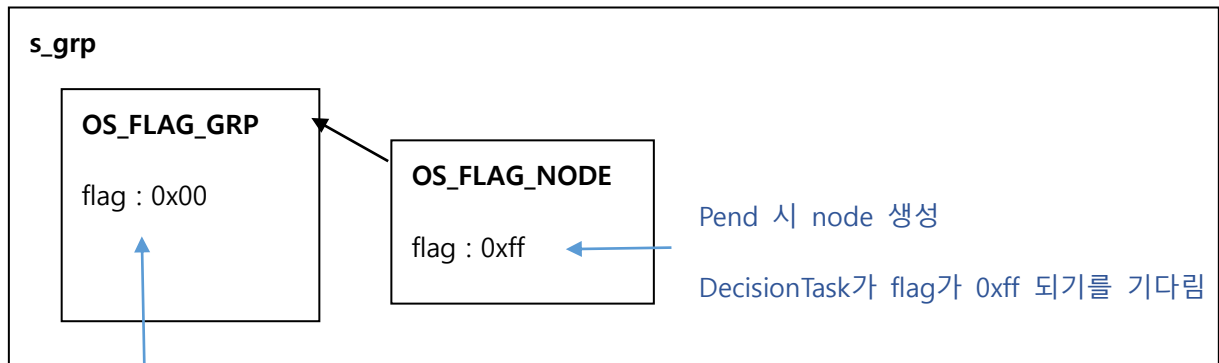 s_grp
OS_FLAG_GRP
flag : 0x00
OS_FLAG_NODE
flag : 0xff
Pend 시 node 생성
DecisionTask가 flag가 0xff 되기를 기다림